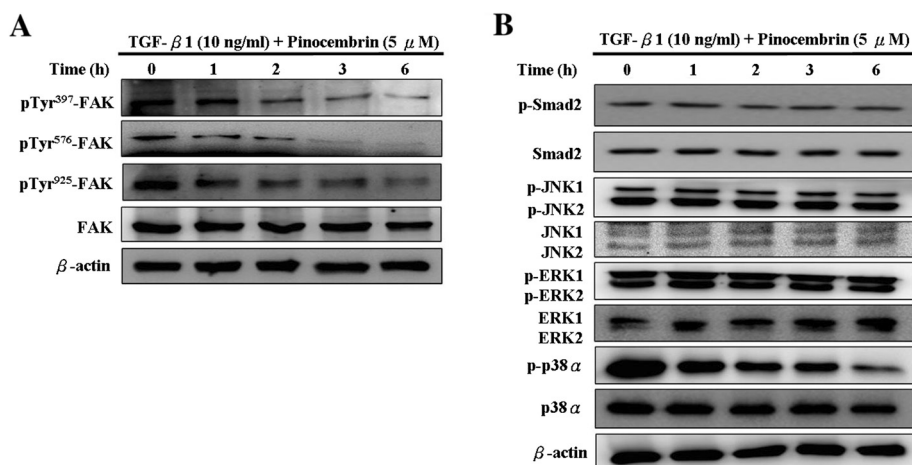 A
TGF- β 1 (10 ng/ml) + Pinocembrin (5 μ M)
Time (h) 0 1 2 3 6
pTyr³⁹⁷-FAK
pTyr⁵⁷⁶-FAK
pTyr⁹²⁵-FAK
FAK
β-actin
B
TGF- β 1 (10 ng/ml) + Pinocembrin (5 μ M)
Time (h) 0 1 2 3 6
p-Smad2
Smad2
p-JNK1
p-JNK2
JNK1
JNK2
p-ERK1
p-ERK2
ERK1
ERK2
p-p38α
p38α
β-actin